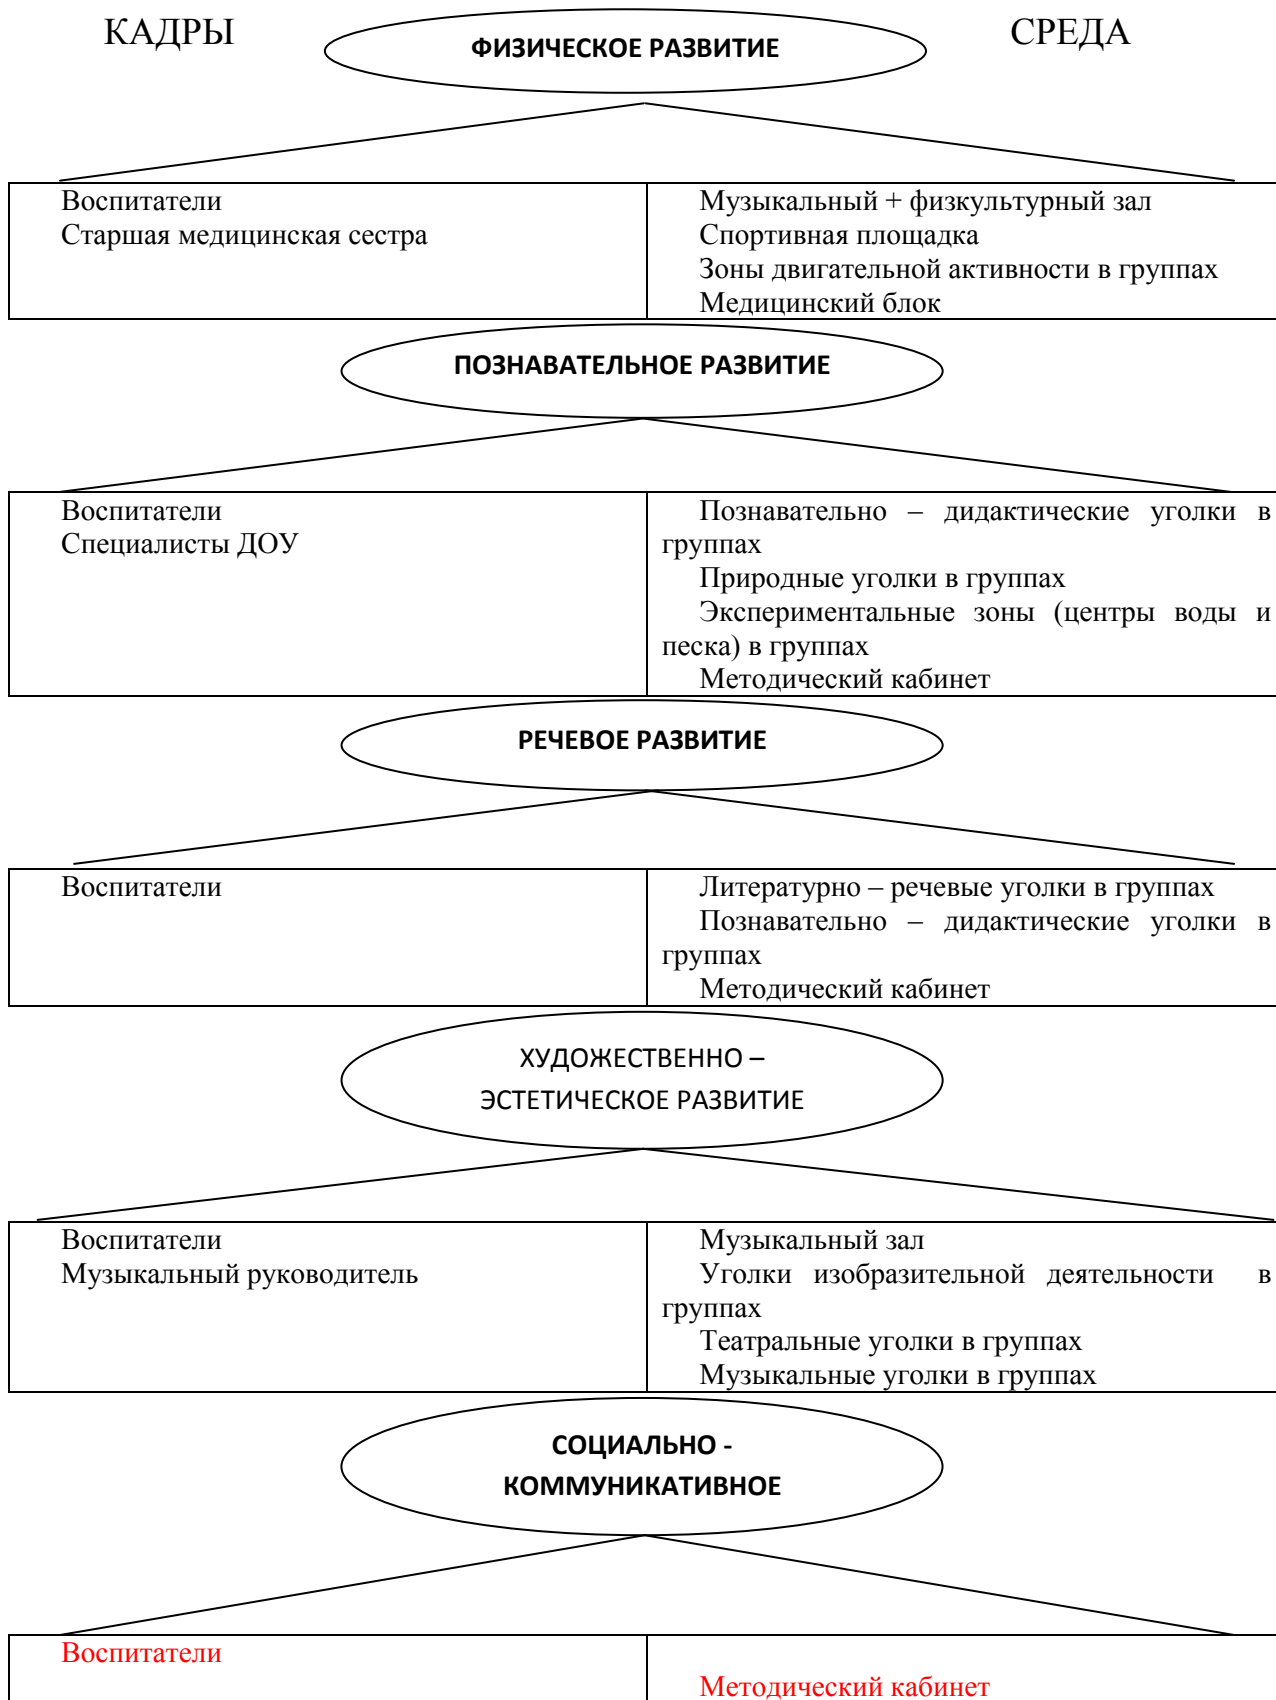 КАДРЫ
СРЕДА
ФИЗИЧЕСКОЕ РАЗВИТИЕ
Воспитатели
Старшая медицинская сестра
Музыкальный + физкультурный зал
Спортивная площадка
Зоны двигательной активности в группах
Медицинский блок
ПОЗНАВАТЕЛЬНОЕ РАЗВИТИЕ
Воспитатели
Специалисты ДОУ
Познавательно – дидактические уголки в
группах
Природные уголки в группах
Экспериментальные зоны (центры воды и
песка) в группах
Методический кабинет
РЕЧЕВОЕ РАЗВИТИЕ
Воспитатели
Литературно – речевые уголки в группах
Познавательно – дидактические уголки в
группах
Методический кабинет
ХУДОЖЕСТВЕННО –
ЭСТЕТИЧЕСКОЕ РАЗВИТИЕ
Воспитатели
Музыкальный руководитель
Музыкальный зал
Уголки изобразительной деятельности в
группах
Театральные уголки в группах
Музыкальные уголки в группах
СОЦИАЛЬНО -
КОММУНИКАТИВНОЕ
Воспитатели
Методический кабинет